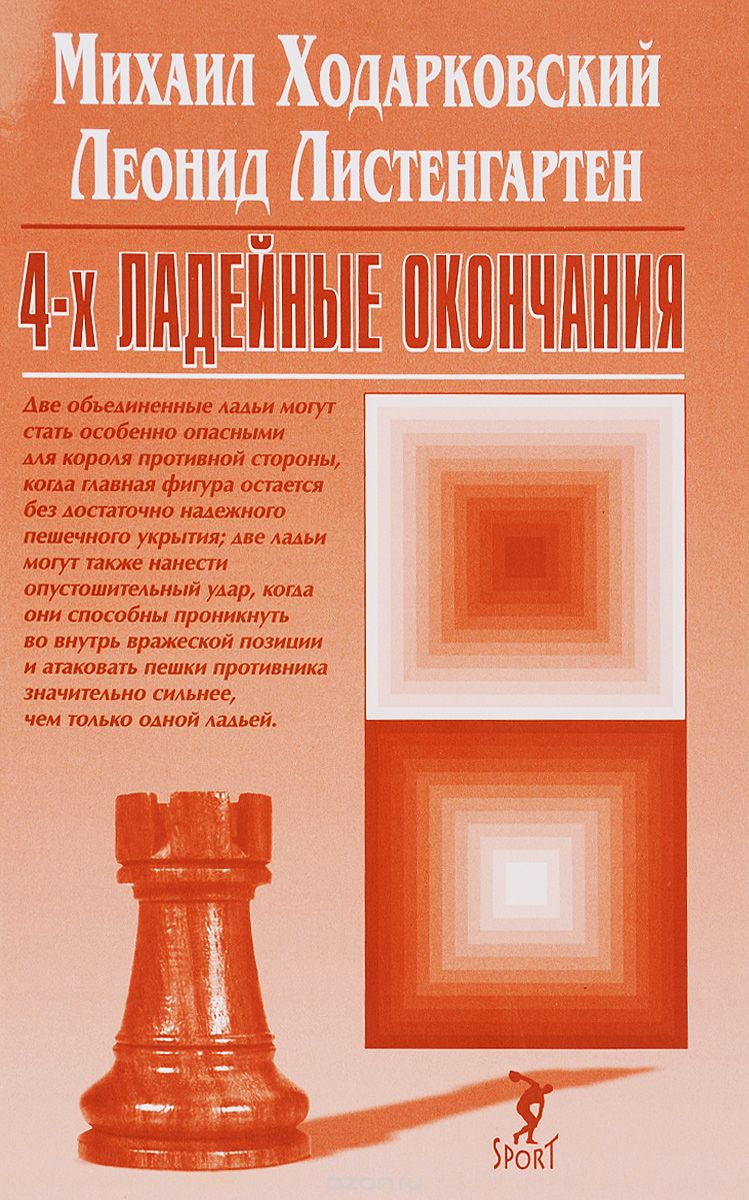 Михаил Ходарковский
Леонид Листенгартен
4-х ЛАДЕЙНЫЕ ОКОНЧАНИЯ
Две объединенные ладьи могут
стать особенно опасными
для короля противной стороны,
когда главная фигура остается
без достаточно надежного
пешечного укрытия; две ладьи
могут также нанести
опустошительный удар, когда
они способны проникнуть
во внутрь вражеской позиции
и атаковать пешки противника
значительно сильнее,
чем только одной ладьей.
SPORT
ozon.ru